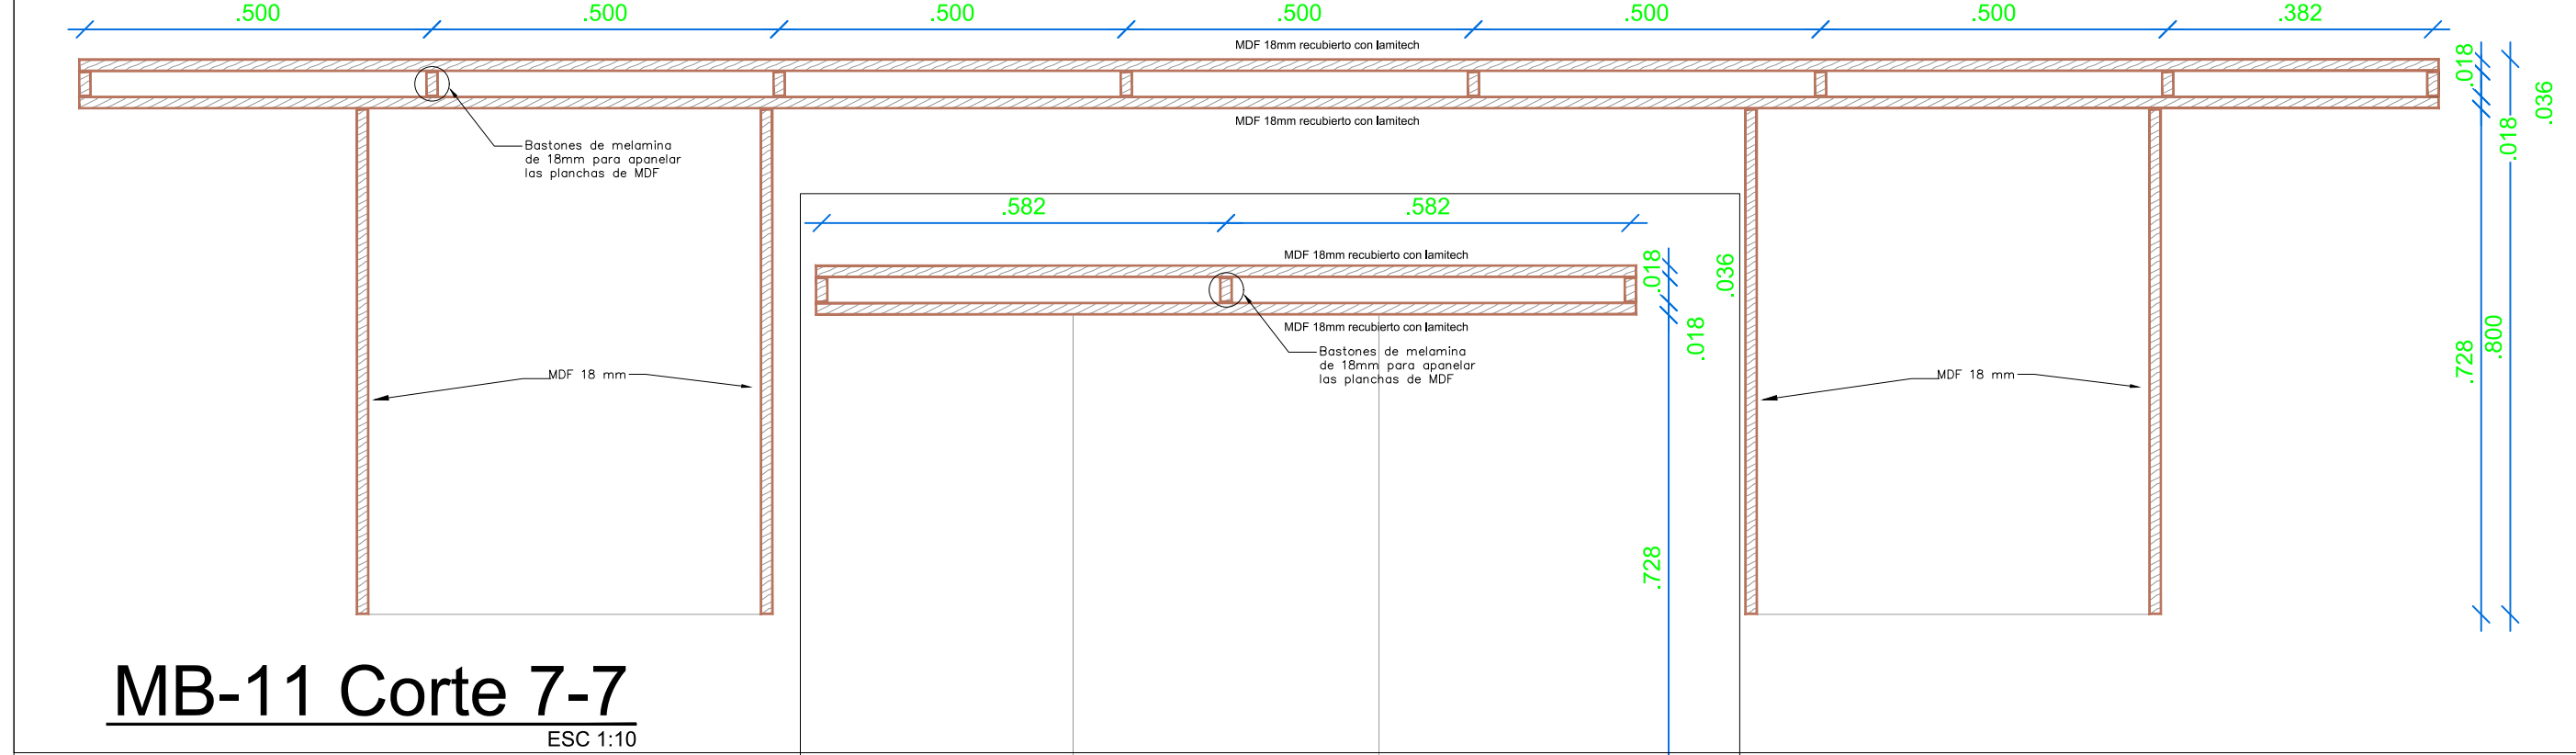 .500 .500 .500 .500 .500 .500 .382
MDF 18mm recubierto con lamitech
.018
.036
.018
MDF 18mm recubierto con lamitech
Bastones de melamina
de 18mm para apanelar
las planchas de MDF
.582 .582
MDF 18mm recubierto con lamitech
.018
.036
.018
MDF 18mm recubierto con lamitech
Bastones de melamina
de 18mm para apanelar
las planchas de MDF
MDF 18 mm
MDF 18 mm
.728
.800
.728
MB-11 Corte 7-7
ESC 1:10